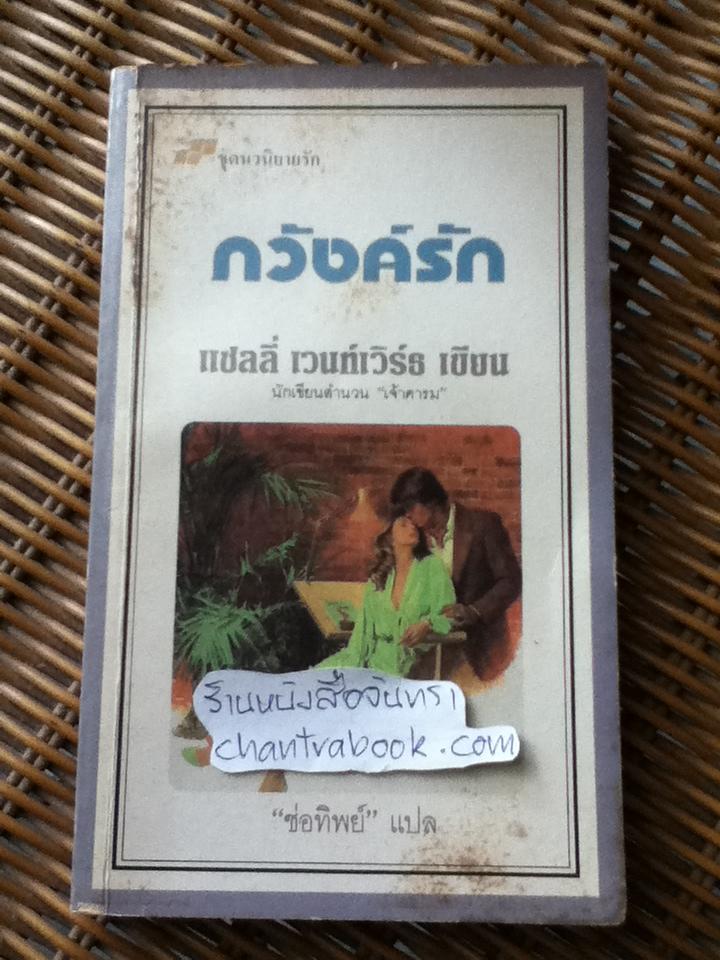 ชุดนวนิยายรัก
ภวังค์รัก
แซลลี่ เวนท์เวิร์ธ เขียน
นักเขียนสำนวน "เจ้าคารม"
ร้านหนังสือจันทรา
chantrabook.com
"ช่อทิพย์" แปล